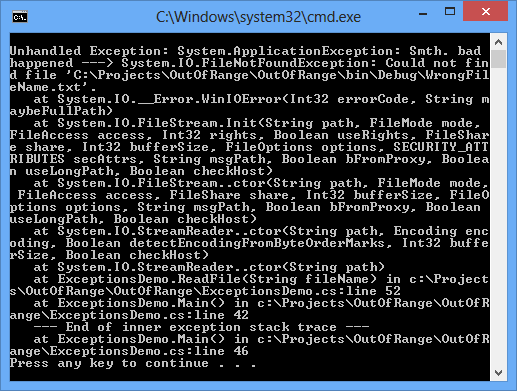 C:\Windows\system32\cmd.exe
Unhandled Exception: System.ApplicationException: Smth. bad
happened ---> System.IO.FileNotFoundException: Could not fin
d file 'C:\Projects\OutOfRange\OutOfRange\bin\Debug\WrongFil
eName.txt'.
   at System.IO.__Error.WinIOError(Int32 errorCode, String m
aybeFullPath)
   at System.IO.FileStream.Init(String path, FileMode mode,
FileAccess access, Int32 rights, Boolean useRights, FileShar
e share, Int32 bufferSize, FileOptions options, SECURITY_ATT
RIBUTES secAttrs, String msgPath, Boolean bFromProxy, Boolea
n useLongPath, Boolean checkHost)
   at System.IO.FileStream..ctor(String path, FileMode mode,
 FileAccess access, FileShare share, Int32 bufferSize, FileO
ptions options, String msgPath, Boolean bFromProxy, Boolean
useLongPath, Boolean checkHost)
   at System.IO.StreamReader..ctor(String path, Encoding enc
oding, Boolean detectEncodingFromByteOrderMarks, Int32 buffe
rSize, Boolean checkHost)
   at System.IO.StreamReader..ctor(String path)
   at ExceptionsDemo.ReadFile(String fileName) in c:\Project
s\OutOfRange\OutOfRange\ExceptionsDemo.cs:line 52
   at ExceptionsDemo.Main() in c:\Projects\OutOfRange\OutOfR
ange\ExceptionsDemo.cs:line 42
   --- End of inner exception stack trace ---
   at ExceptionsDemo.Main() in c:\Projects\OutOfRange\OutOfR
ange\ExceptionsDemo.cs:line 46
Press any key to continue . . .